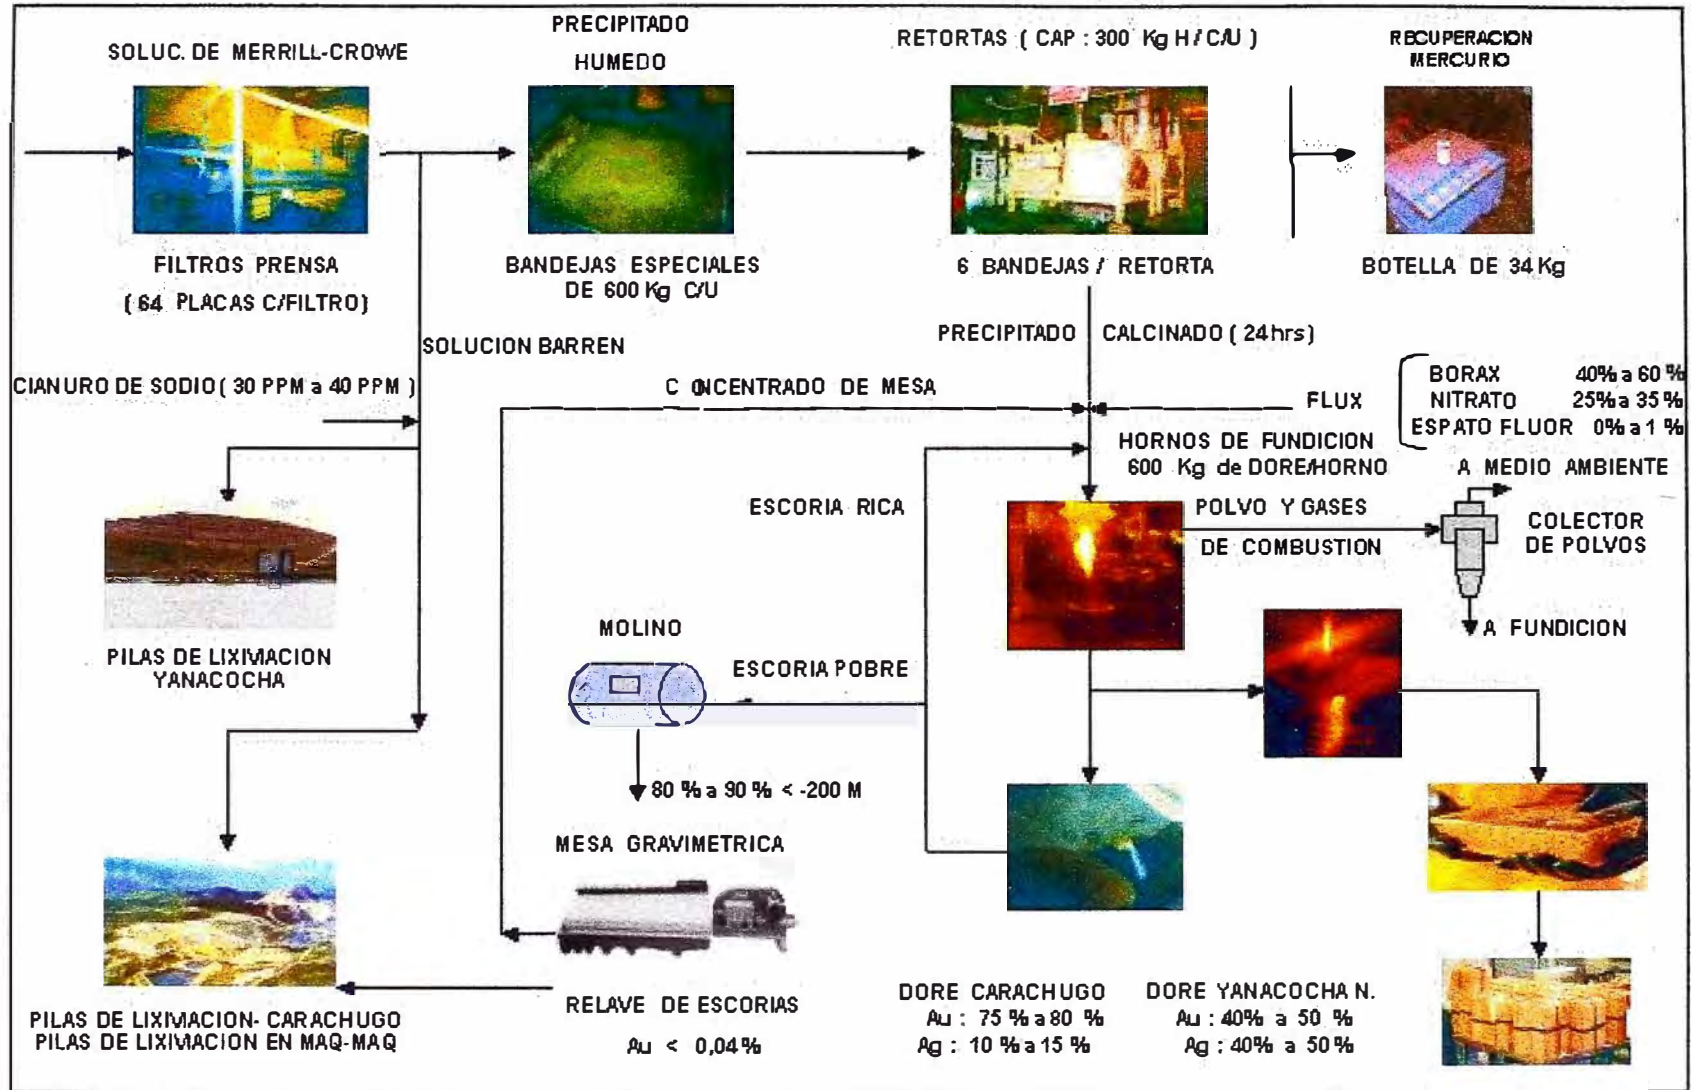 SOLUC. DE MERRILL-CROWE
PRECIPITADO
HUMEDO
RETORTAS ( CAP : 300 Kg H / C/U )
RECUPERACION
MERCURIO
FILTROS PRENSA
( 64 PLACAS C/FILTRO)
BANDEJAS ESPECIALES
DE 600 Kg C/U
6 BANDEJAS / RETORTA
BOTELLA DE 34 Kg
SOLUCION BARREN
PRECIPITADO CALCINADO ( 24 hrs)
CIANURO DE SODIO ( 30 PPM a 40 PPM )
CONCENTRADO DE MESA
FLUX
BORAX 40% a 60 %
NITRATO 25% a 35 %
ESPATO FLUOR 0% a 1 %
HORNOS DE FUNDICION
600 Kg de DORE/HORNO
A MEDIO AMBIENTE
ESCORIA RICA
POLVO Y GASES
DE COMBUSTION
COLECTOR
DE POLVOS
A FUNDICION
PILAS DE LIXIVIACION
YANACOCHA
MOLINO
ESCORIA POBRE
80 % a 90 % < -200 M
MESA GRAVIMETRICA
PILAS DE LIXIVIACION- CARACHUGO
PILAS DE LIXIVIACION EN MAQ-MAQ
RELAVE DE ESCORIAS
Au < 0,04%
DORE CARACHUGO
Au : 75 % a 80 %
Ag : 10 % a 15 %
DORE YANACOCHA N.
Au : 40% a 50 %
Ag : 40% a 50%